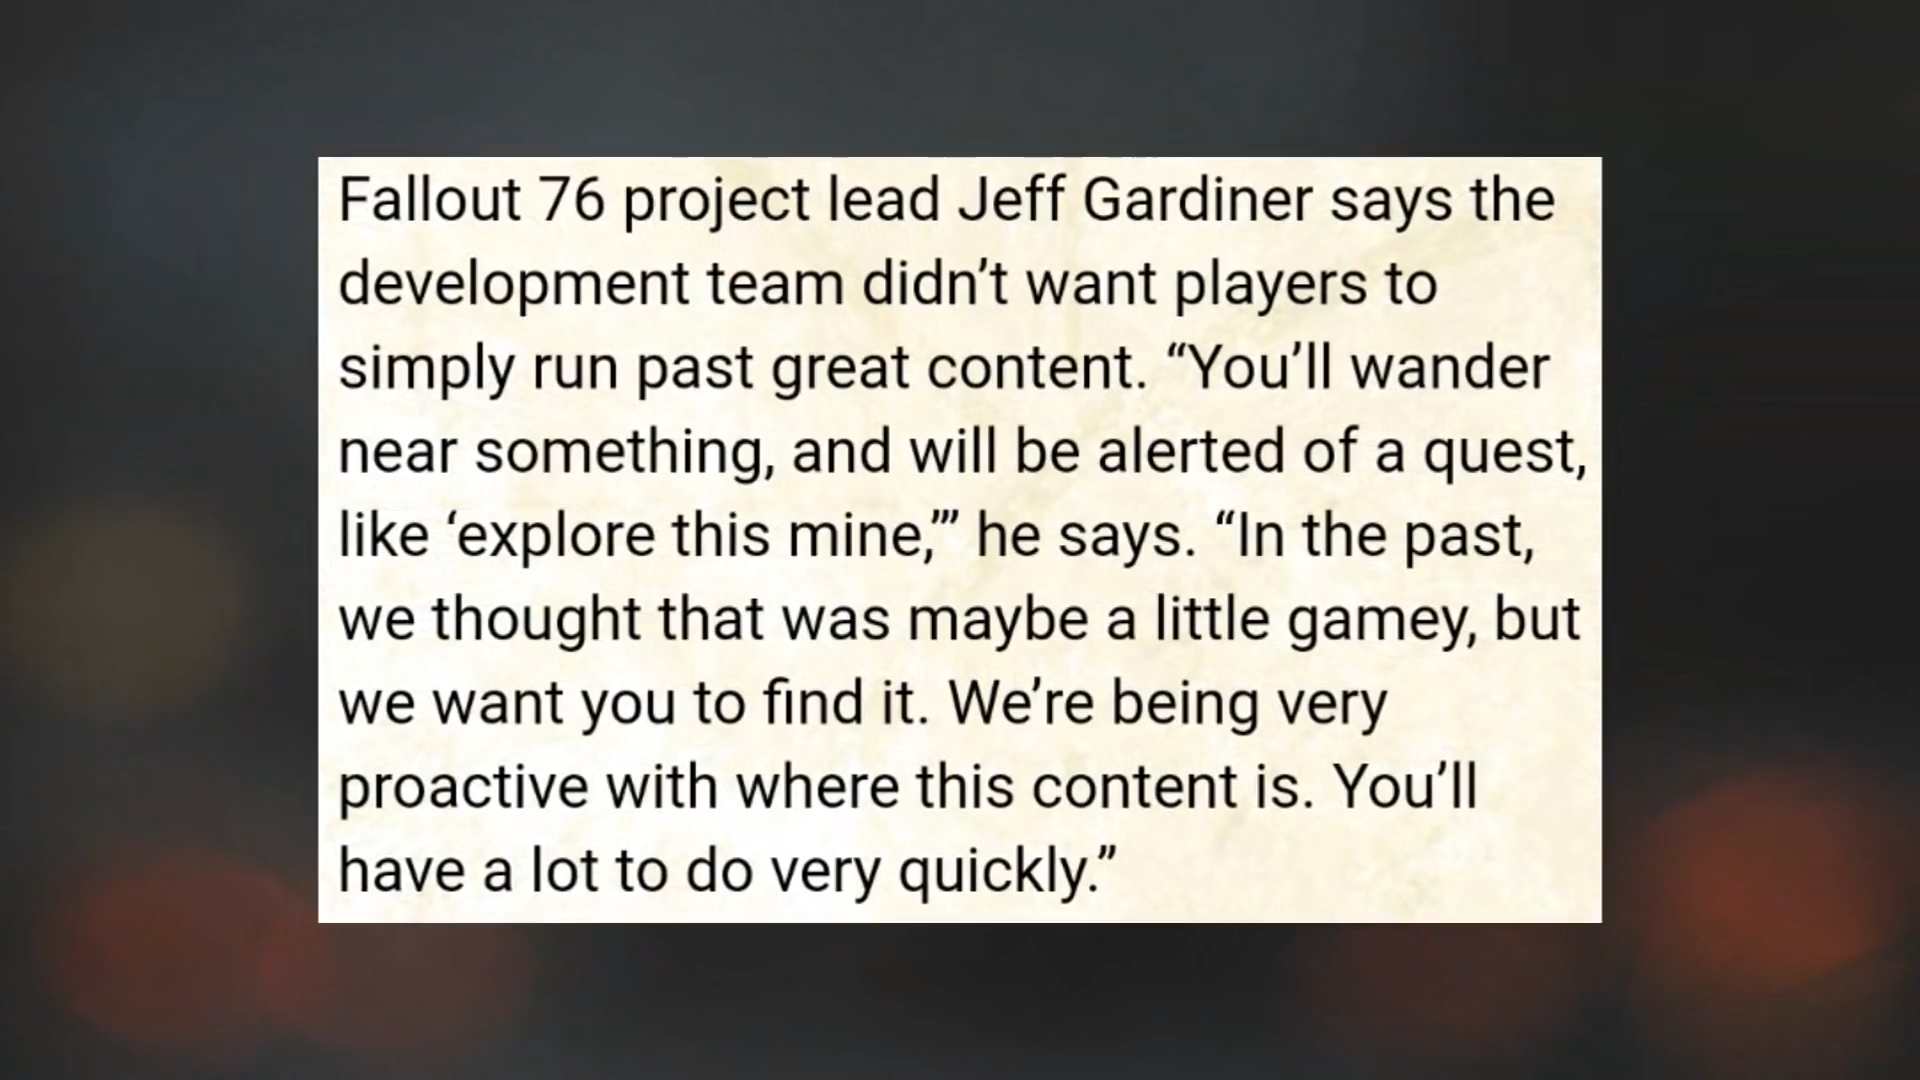 Fallout 76 project lead Jeff Gardiner says the
development team didn’t want players to
simply run past great content. “You’ll wander
near something, and will be alerted of a quest,
like ‘explore this mine,’” he says. “In the past,
we thought that was maybe a little gamey, but
we want you to find it. We’re being very
proactive with where this content is. You’ll
have a lot to do very quickly.”